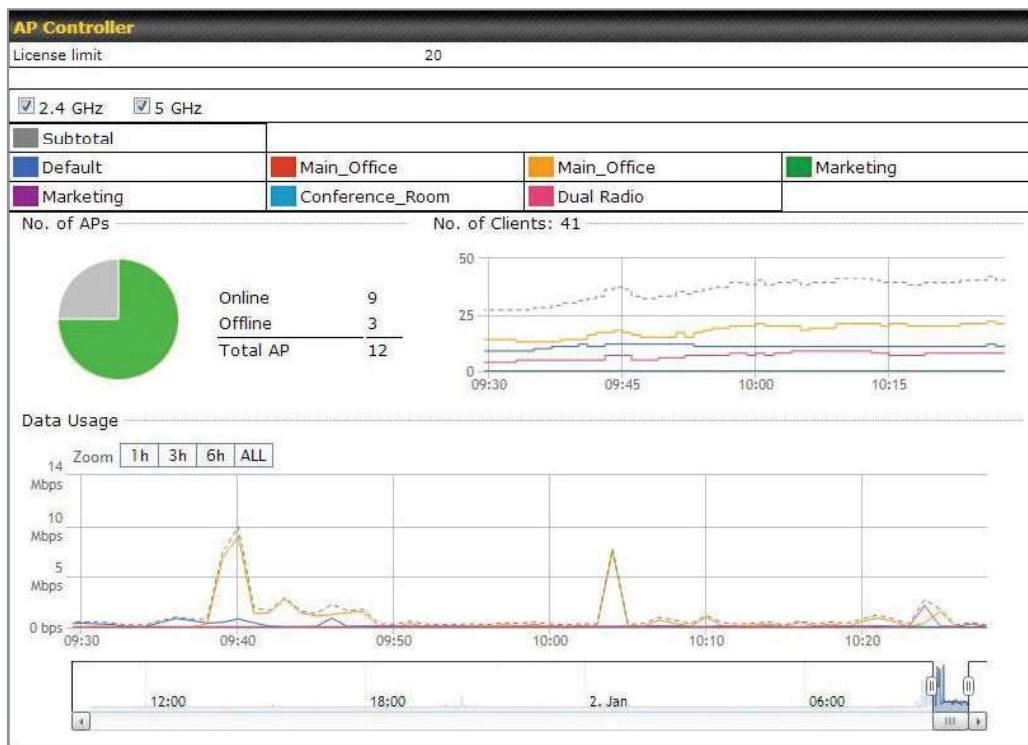 AP Controller
License limit 20
2.4 GHz 5 GHz
Subtotal
Default Main_Office Main_Office Marketing
Marketing Conference_Room Dual Radio
No. of APs No. of Clients: 41
Online 9
Offline 3
Total AP 12
50
25
0
09:30 09:45 10:00 10:15
Data Usage
Zoom 1h 3h 6h ALL
14
Mbps
10
Mbps
5
Mbps
0 bps
09:30 09:40 09:50 10:00 10:10 10:20
12:00 18:00 2. Jan 06:00